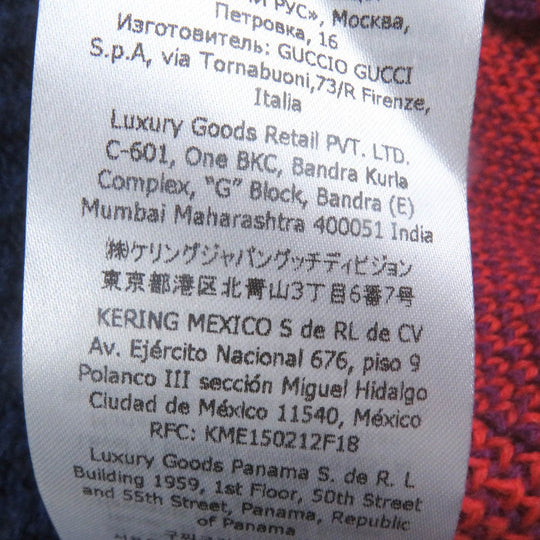 РУС», Москва,
Петровка, 16
Изготовитель: GUCCIO GUCCI
S.p.A, via Tornabuoni,73/R Firenze,
Italia
Luxury Goods Retail PVT. LTD.
C-601, One BKC, Bandra Kurla
Complex, "G" Block, Bandra (E)
Mumbai Maharashtra 400051 India
㈱ケリングジャパングッチディビジョン
東京都港区北青山3丁目6番7号
KERING MEXICO S de RL de CV
Av. Ejército Nacional 676, piso 9
Polanco III sección Miguel Hidalgo
Ciudad de México 11540, México
RFC: KME150212F18
Luxury Goods Panama S. de R. L
Building 1959, 1st Floor, 50th Street
and 55th Street, Panama, Republic
of Panama